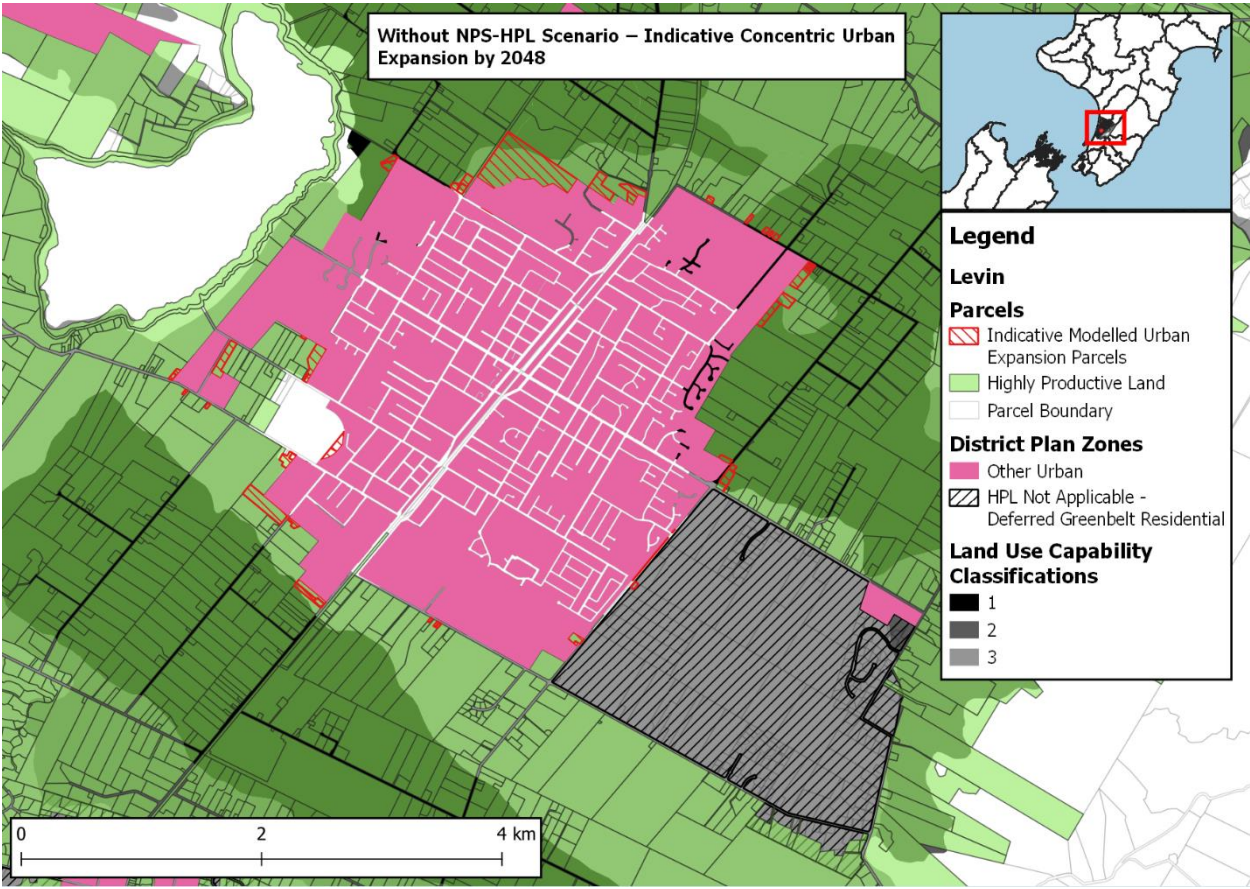 Without NPS-HPL Scenario – Indicative Concentric Urban
Expansion by 2048
Legend
Levin
Parcels
Indicative Modelled Urban
Expansion Parcels
Highly Productive Land
Parcel Boundary
District Plan Zones
Other Urban
HPL Not Applicable -
Deferred Greenbelt Residential
Land Use Capability
Classifications
1
2
3
0 2 4 km